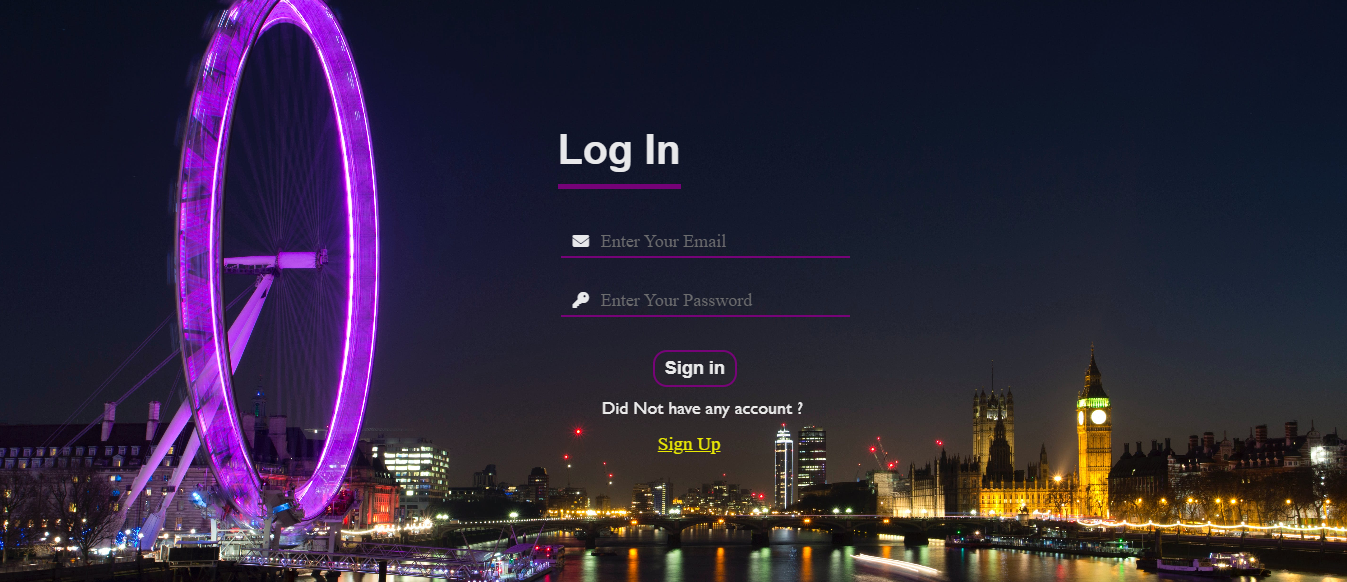 Log In
Enter Your Email
Enter Your Password
Sign in
Did Not have any account ?
Sign Up